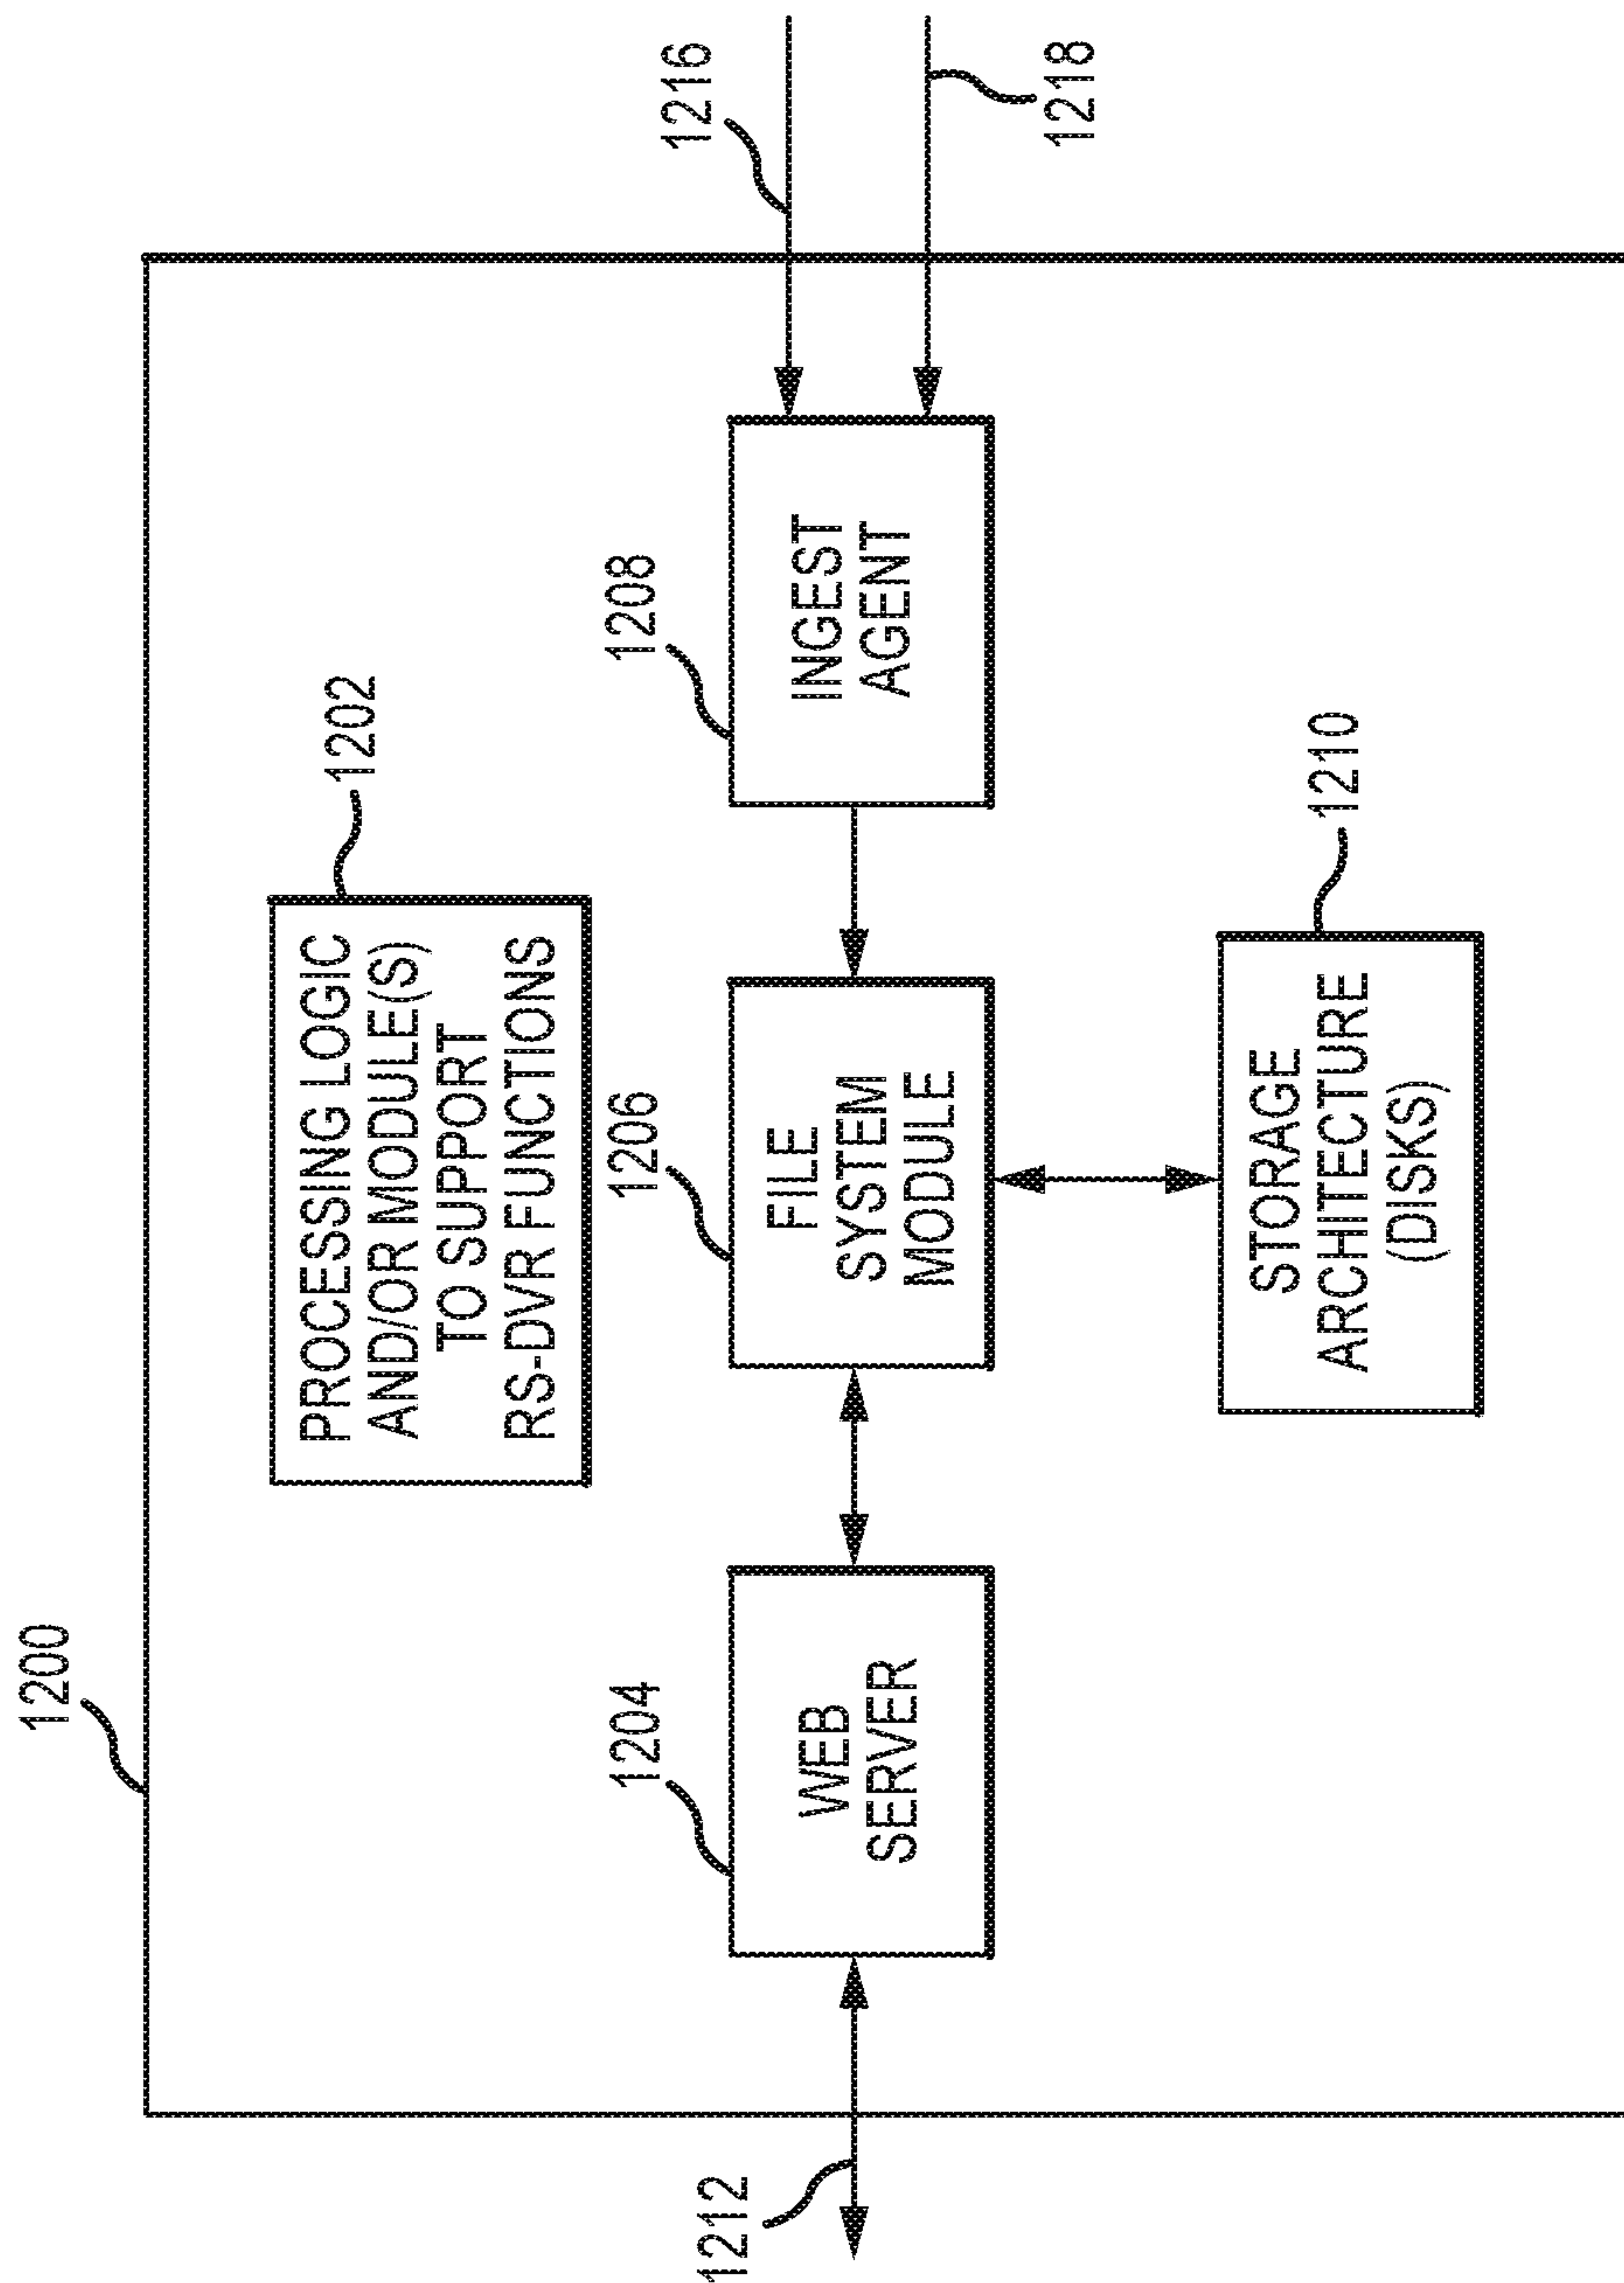 1200
1202
PROCESSING LOGIC
AND/OR MODULE(S)
TO SUPPORT
RS-DVR FUNCTIONS
1204
WEB
SERVER
1206
FILE
SYSTEM
MODULE
1208
INGEST
AGENT
1216
1218
1212
1210
STORAGE
ARCHITECTURE
(DISKS)